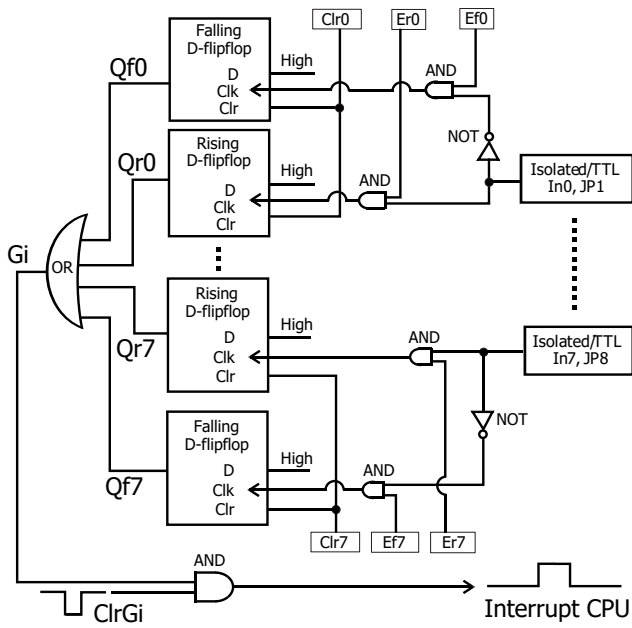 Clr0
Er0
Ef0
Falling
D-flipflop
D
Clk
Clr
High
AND
Qf0
NOT
Rising
D-flipflop
D
Clk
Clr
High
AND
Qr0
Isolated/TTL
In0, JP1
Gi
OR
Rising
D-flipflop
D
Clk
Clr
High
AND
Qr7
Isolated/TTL
In7, JP8
NOT
Falling
D-flipflop
D
Clk
Clr
High
AND
Qf7
Clr7
Ef7
Er7
AND
ClrGi
Interrupt CPU